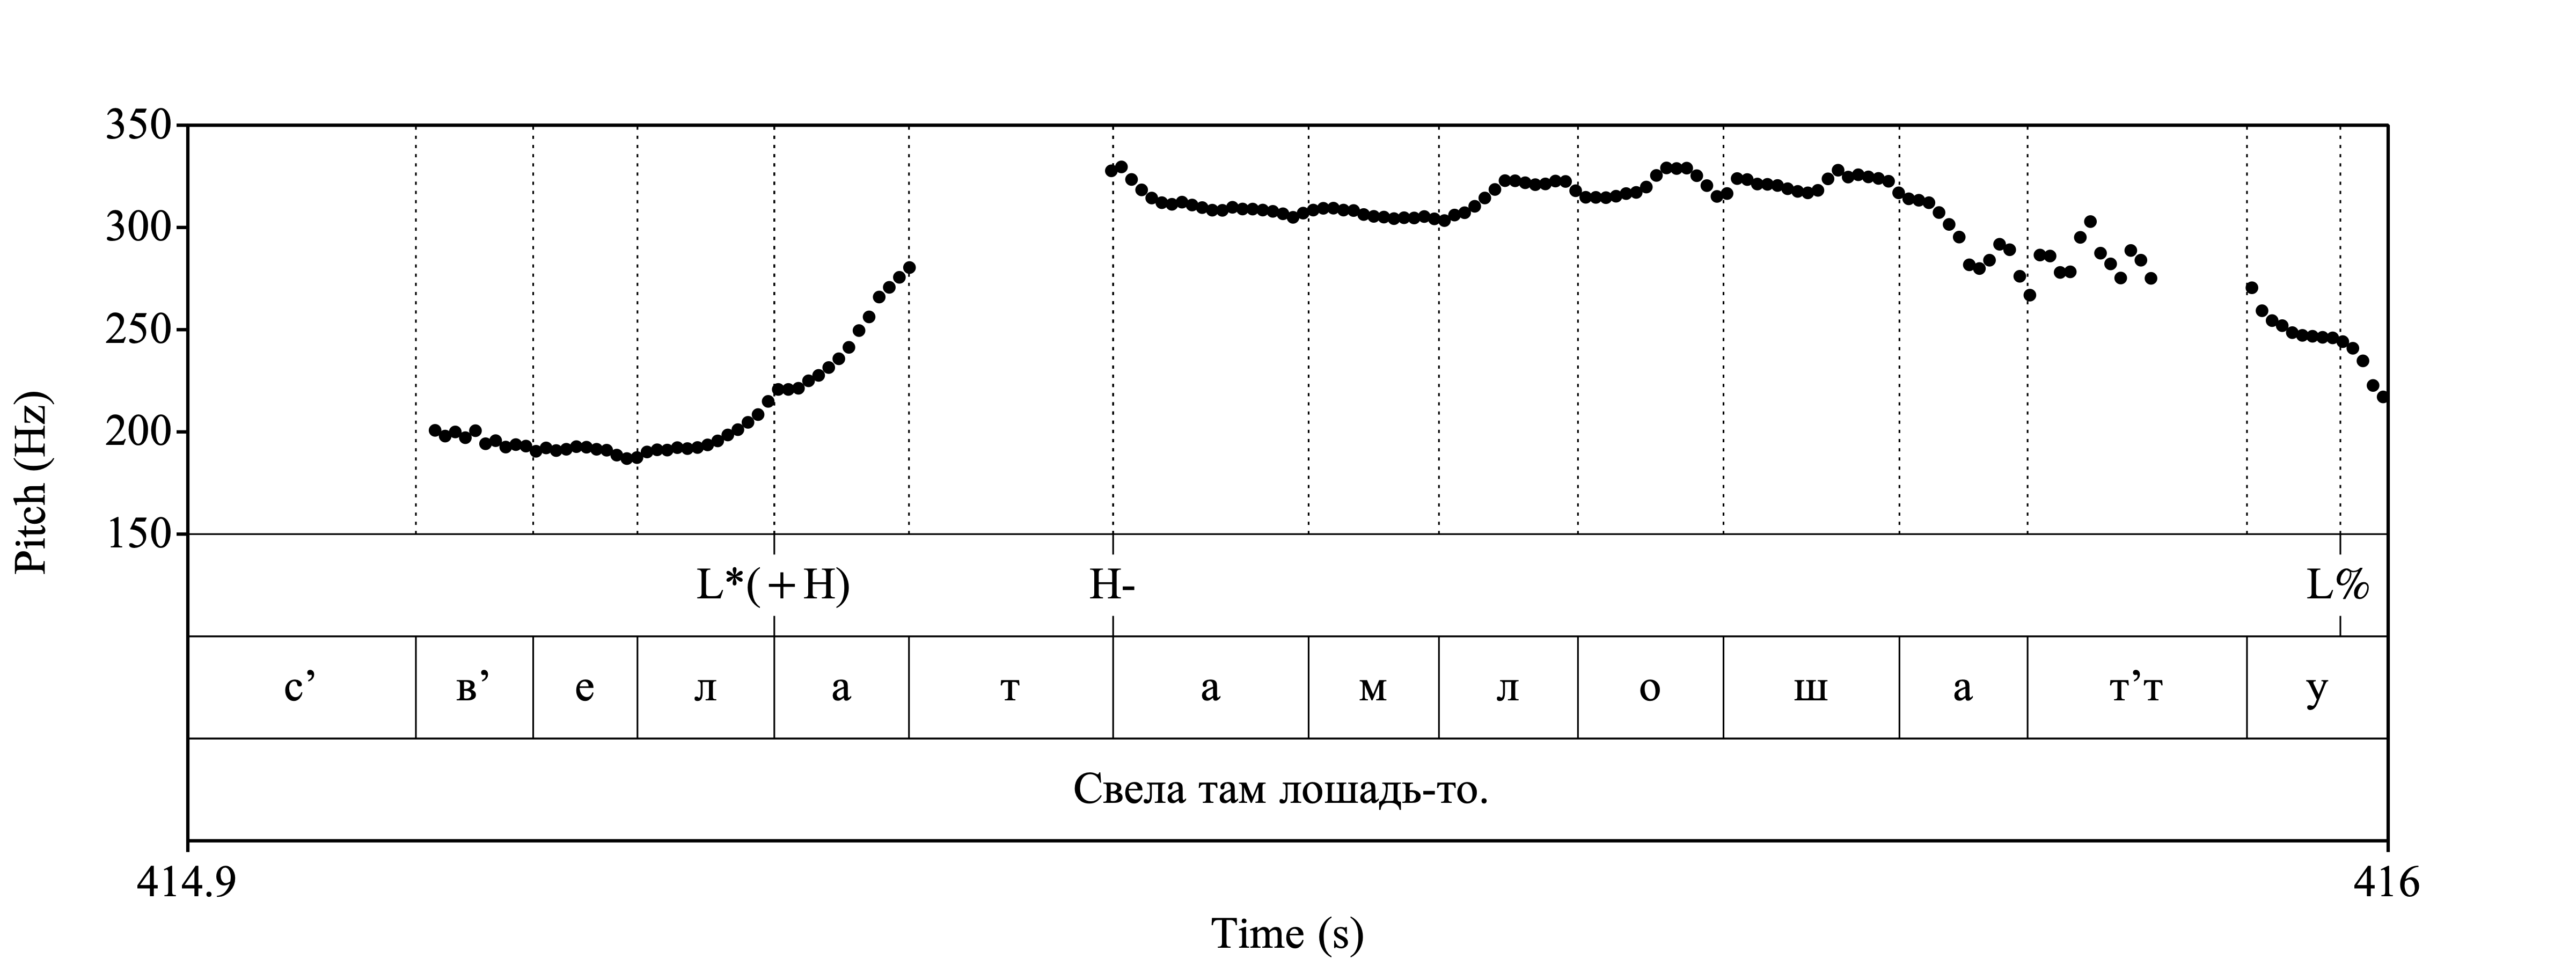 350
300
250
200
150
Pitch (Hz)
L*(+H) H- L%
с’ в’ е л а т а м л о ш а т’т у
Свела там лошадь-то.
414.9 416
Time (s)